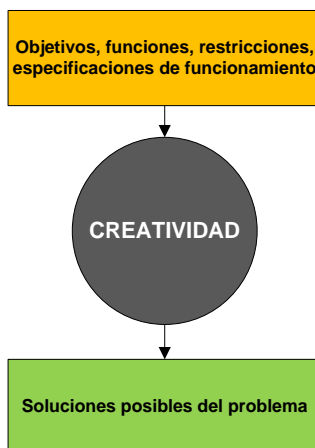 Objetivos, funciones, restricciones,
especificaciones de funcionamiento
CREATIVIDAD
Soluciones posibles del problema